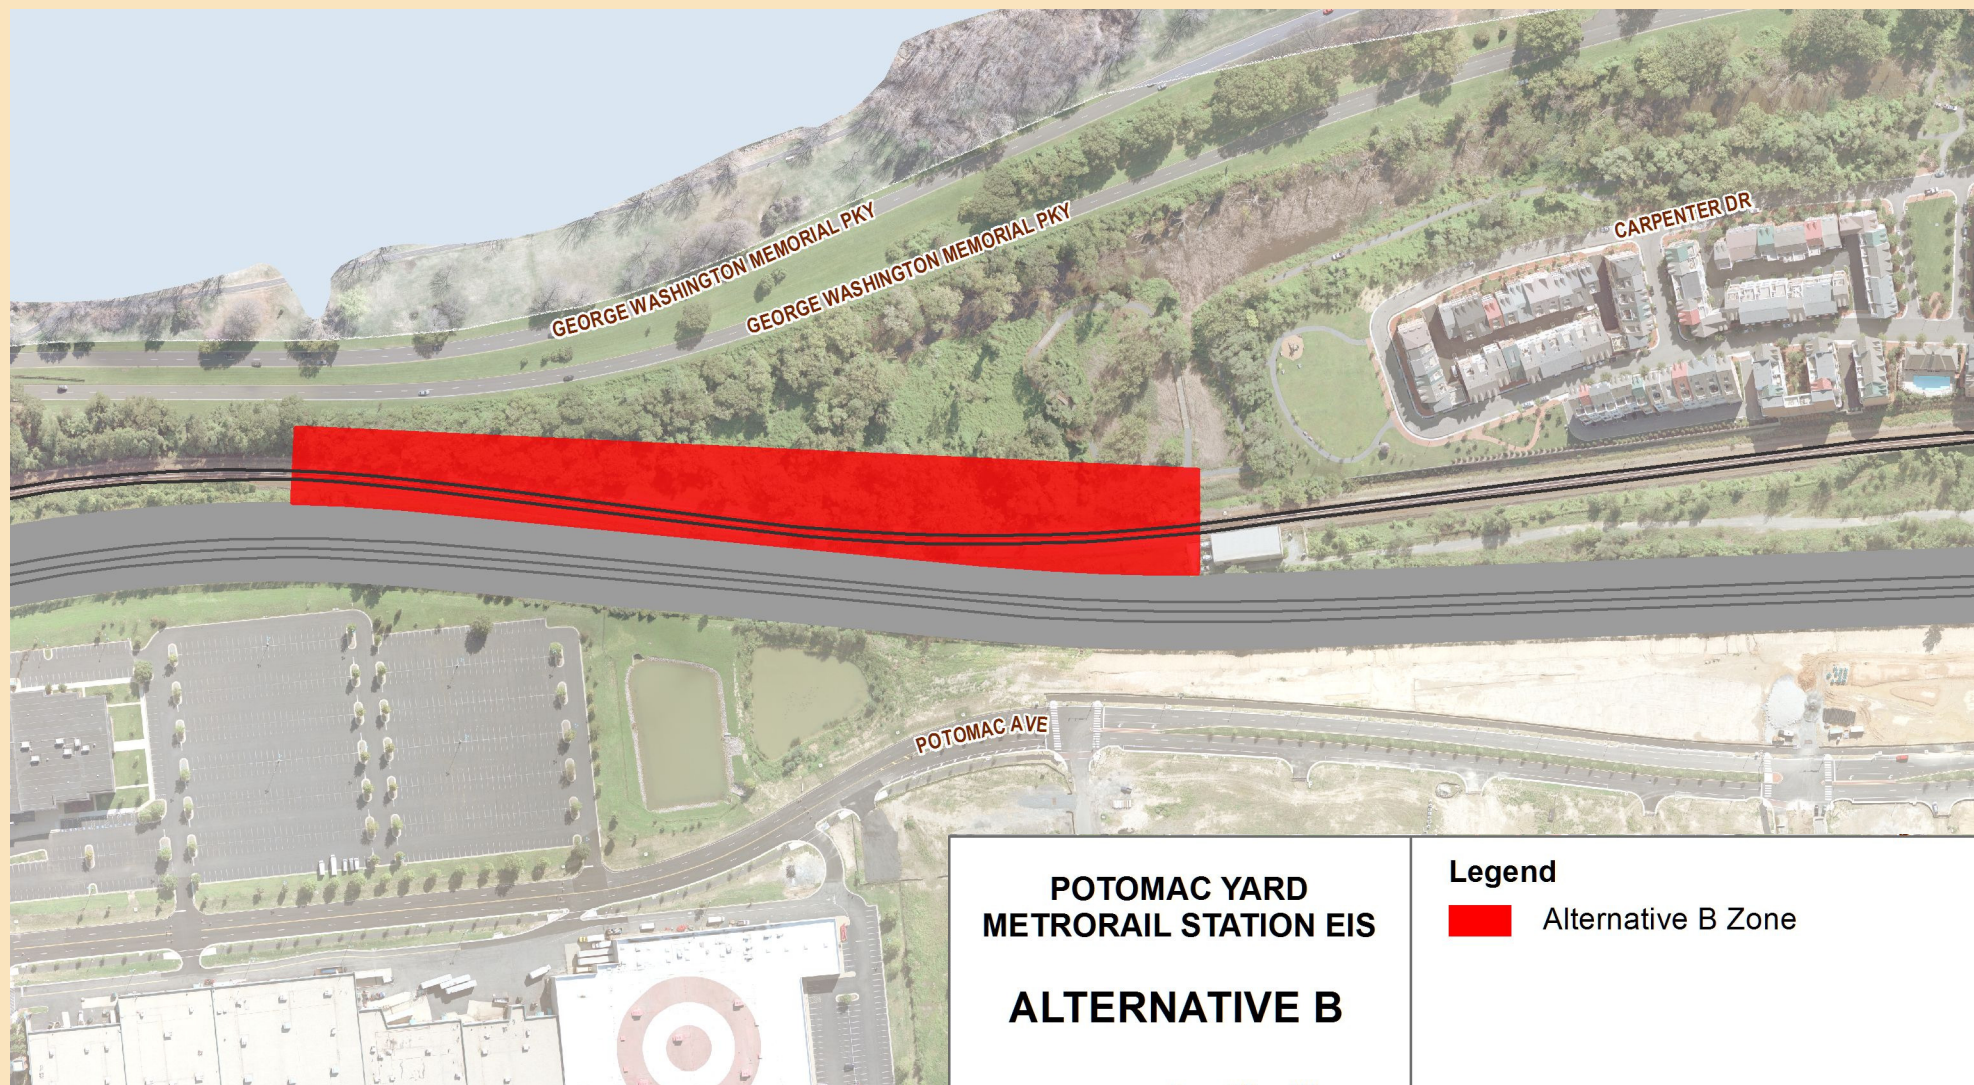 GEORGE WASHINGTON MEMORIAL PKY
GEORGE WASHINGTON MEMORIAL PKY
CARPENTER DR
POTOMAC AVE
POTOMAC YARD
METRORAIL STATION EIS
ALTERNATIVE B
Legend
Alternative B Zone